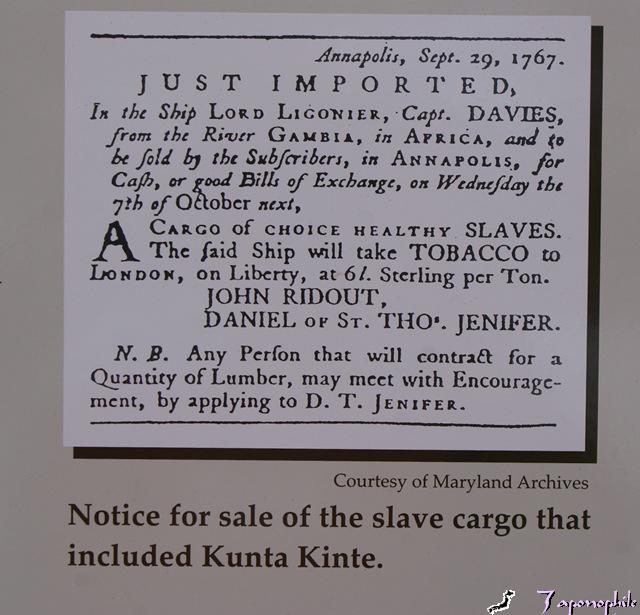 Annapolis, Sept. 29, 1767.
JUST IMPORTED,
In the Ship LORD LIGONIER, Capt. DAVIES,
from the River GAMBIA, in AFRICA, and to
be ſold by the Subſcribers, in ANNAPOLIS, for
Caſh, or good Bills of Exchange, on Wedneſday the
7th of October next,
A CARGO of CHOICE HEALTHY SLAVES.
The ſaid Ship will take TOBACCO to
LONDON, on Liberty, at 6l. Sterling per Ton.
JOHN RIDOUT,
DANIEL OF ST. THOˢ. JENIFER.
N. B. Any Perſon that will contract for a
Quantity of Lumber, may meet with Encourage-
ment, by applying to D. T. JENIFER.
Courtesy of Maryland Archives
Notice for sale of the slave cargo that
included Kunta Kinte.
Japonophile